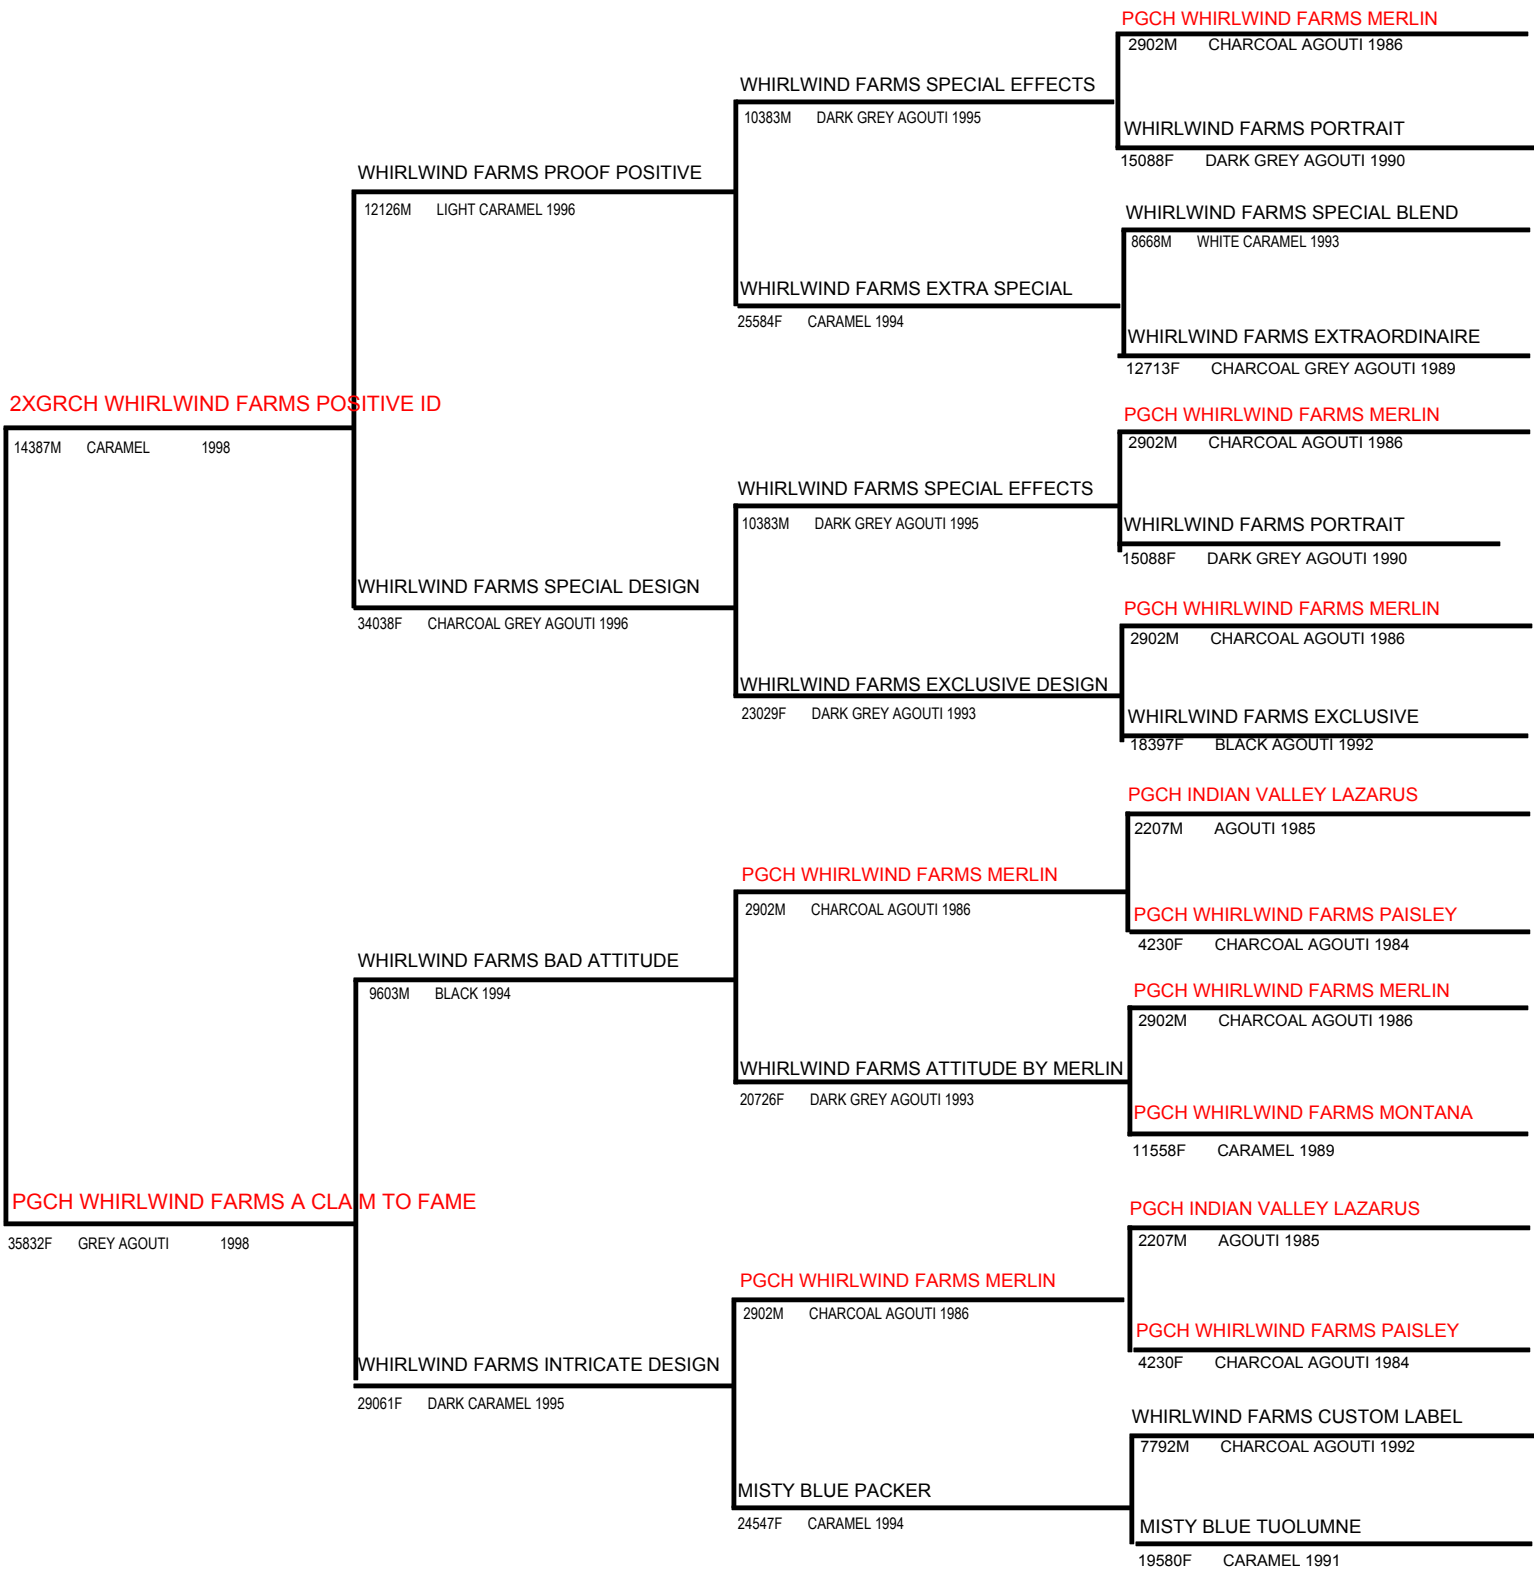 PGCH WHIRLWIND FARMS MERLIN
2902M CHARCOAL AGOUTI 1986
WHIRLWIND FARMS SPECIAL EFFECTS
10383M DARK GREY AGOUTI 1995
WHIRLWIND FARMS PORTRAIT
15088F DARK GREY AGOUTI 1990
WHIRLWIND FARMS PROOF POSITIVE
12126M LIGHT CARAMEL 1996
WHIRLWIND FARMS SPECIAL BLEND
8668M WHITE CARAMEL 1993
WHIRLWIND FARMS EXTRA SPECIAL
25584F CARAMEL 1994
WHIRLWIND FARMS EXTRAORDINAIRE
12713F CHARCOAL GREY AGOUTI 1989
2XGRCH WHIRLWIND FARMS POSITIVE ID
14387M CARAMEL 1998
PGCH WHIRLWIND FARMS MERLIN
2902M CHARCOAL AGOUTI 1986
WHIRLWIND FARMS SPECIAL EFFECTS
10383M DARK GREY AGOUTI 1995
WHIRLWIND FARMS PORTRAIT
15088F DARK GREY AGOUTI 1990
WHIRLWIND FARMS SPECIAL DESIGN
34038F CHARCOAL GREY AGOUTI 1996
PGCH WHIRLWIND FARMS MERLIN
2902M CHARCOAL AGOUTI 1986
WHIRLWIND FARMS EXCLUSIVE DESIGN
23029F DARK GREY AGOUTI 1993
WHIRLWIND FARMS EXCLUSIVE
18397F BLACK AGOUTI 1992
PGCH INDIAN VALLEY LAZARUS
2207M AGOUTI 1985
PGCH WHIRLWIND FARMS MERLIN
2902M CHARCOAL AGOUTI 1986
PGCH WHIRLWIND FARMS PAISLEY
4230F CHARCOAL AGOUTI 1984
WHIRLWIND FARMS BAD ATTITUDE
9603M BLACK 1994
PGCH WHIRLWIND FARMS MERLIN
2902M CHARCOAL AGOUTI 1986
WHIRLWIND FARMS ATTITUDE BY MERLIN
20726F DARK GREY AGOUTI 1993
PGCH WHIRLWIND FARMS MONTANA
11558F CARAMEL 1989
PGCH WHIRLWIND FARMS A CLAIM TO FAME
35832F GREY AGOUTI 1998
PGCH INDIAN VALLEY LAZARUS
2207M AGOUTI 1985
PGCH WHIRLWIND FARMS MERLIN
2902M CHARCOAL AGOUTI 1986
PGCH WHIRLWIND FARMS PAISLEY
4230F CHARCOAL AGOUTI 1984
WHIRLWIND FARMS INTRICATE DESIGN
29061F DARK CARAMEL 1995
WHIRLWIND FARMS CUSTOM LABEL
7792M CHARCOAL AGOUTI 1992
MISTY BLUE PACKER
24547F CARAMEL 1994
MISTY BLUE TUOLUMNE
19580F CARAMEL 1991